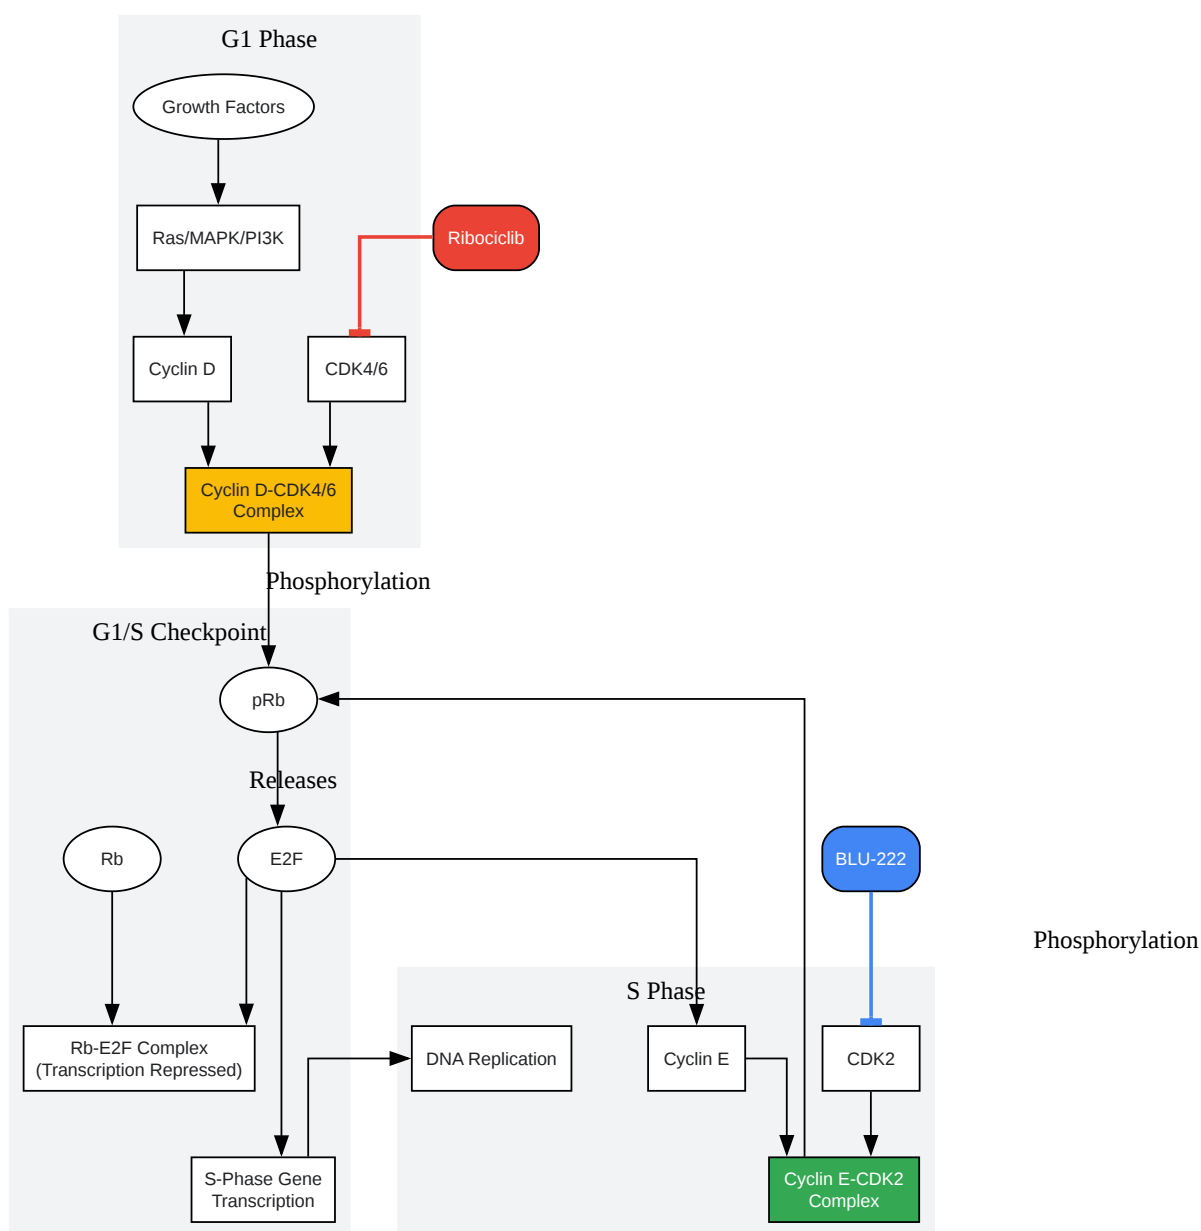 G1 Phase
Growth Factors
Ras/MAPK/PI3K
Ribociclib
Cyclin D
CDK4/6
Cyclin D-CDK4/6
Complex
Phosphorylation
G1/S Checkpoint
pRb
Releases
Rb
E2F
BLU-222
Phosphorylation
S Phase
Rb-E2F Complex
(Transcription Repressed)
DNA Replication
Cyclin E
CDK2
S-Phase Gene
Transcription
Cyclin E-CDK2
Complex